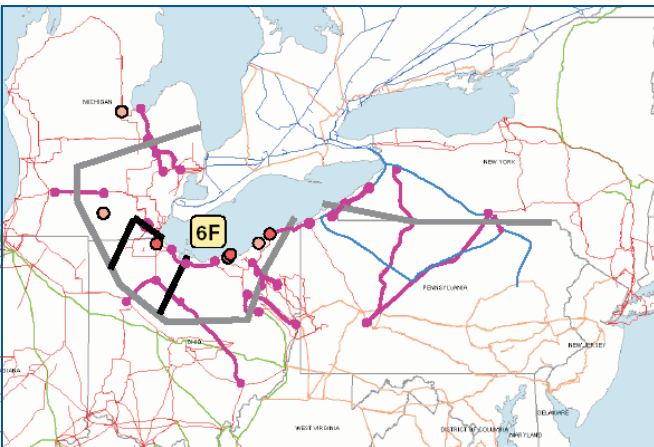 MICHIGAN
NEW YORK
6F
PENNSYLVANIA
OHIO
NEW JERSEY
DELAWARE
WEST VIRGINIA
DISTRICT OF COLUMBIA
MARYLAND